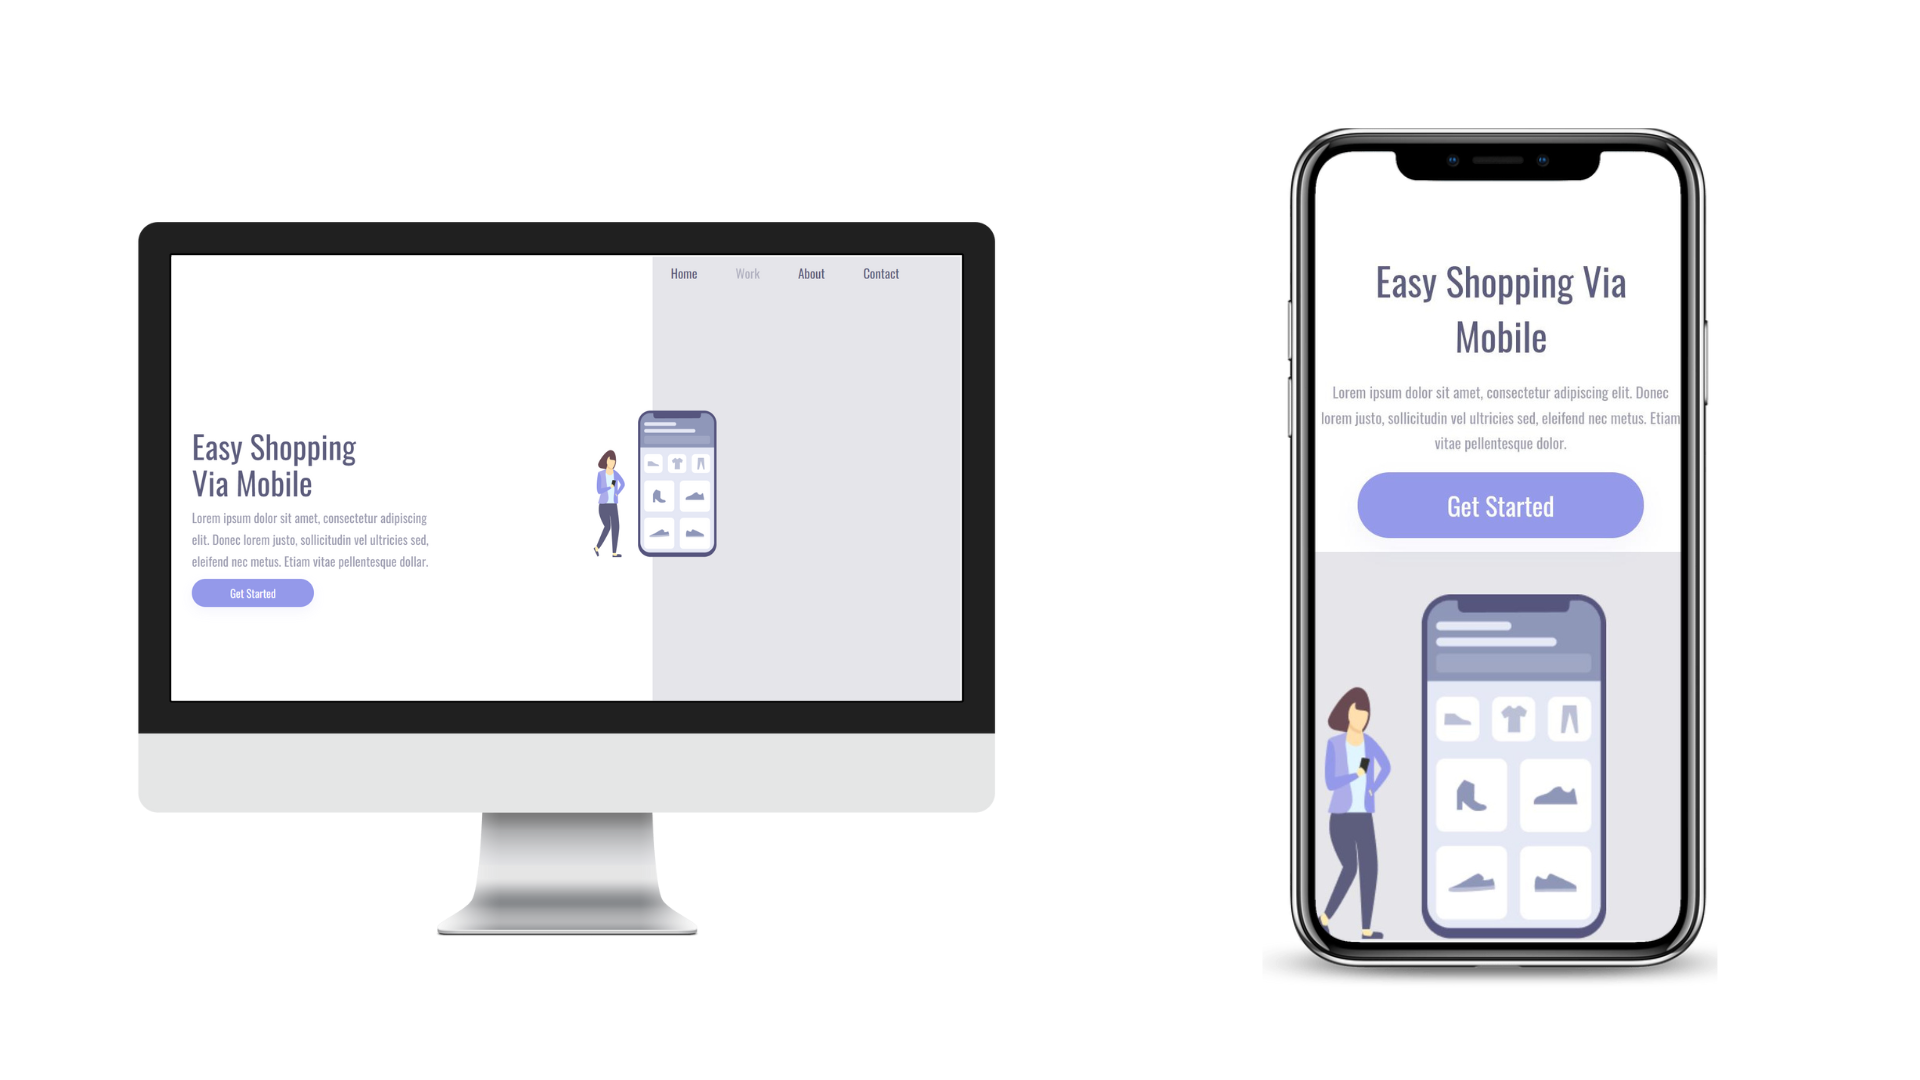 Home Work About Contact
Easy Shopping
Via Mobile
Lorem ipsum dolor sit amet, consectetur adipiscing
elit. Donec lorem justo, sollicitudin vel ultricies sed,
eleifend nec metus. Etiam vitae pellentesque dollar.
Get Started
Easy Shopping Via
Mobile
Lorem ipsum dolor sit amet, consectetur adipiscing elit. Donec
lorem justo, sollicitudin vel ultricies sed, eleifend nec metus. Etiam
vitae pellentesque dolor.
Get Started